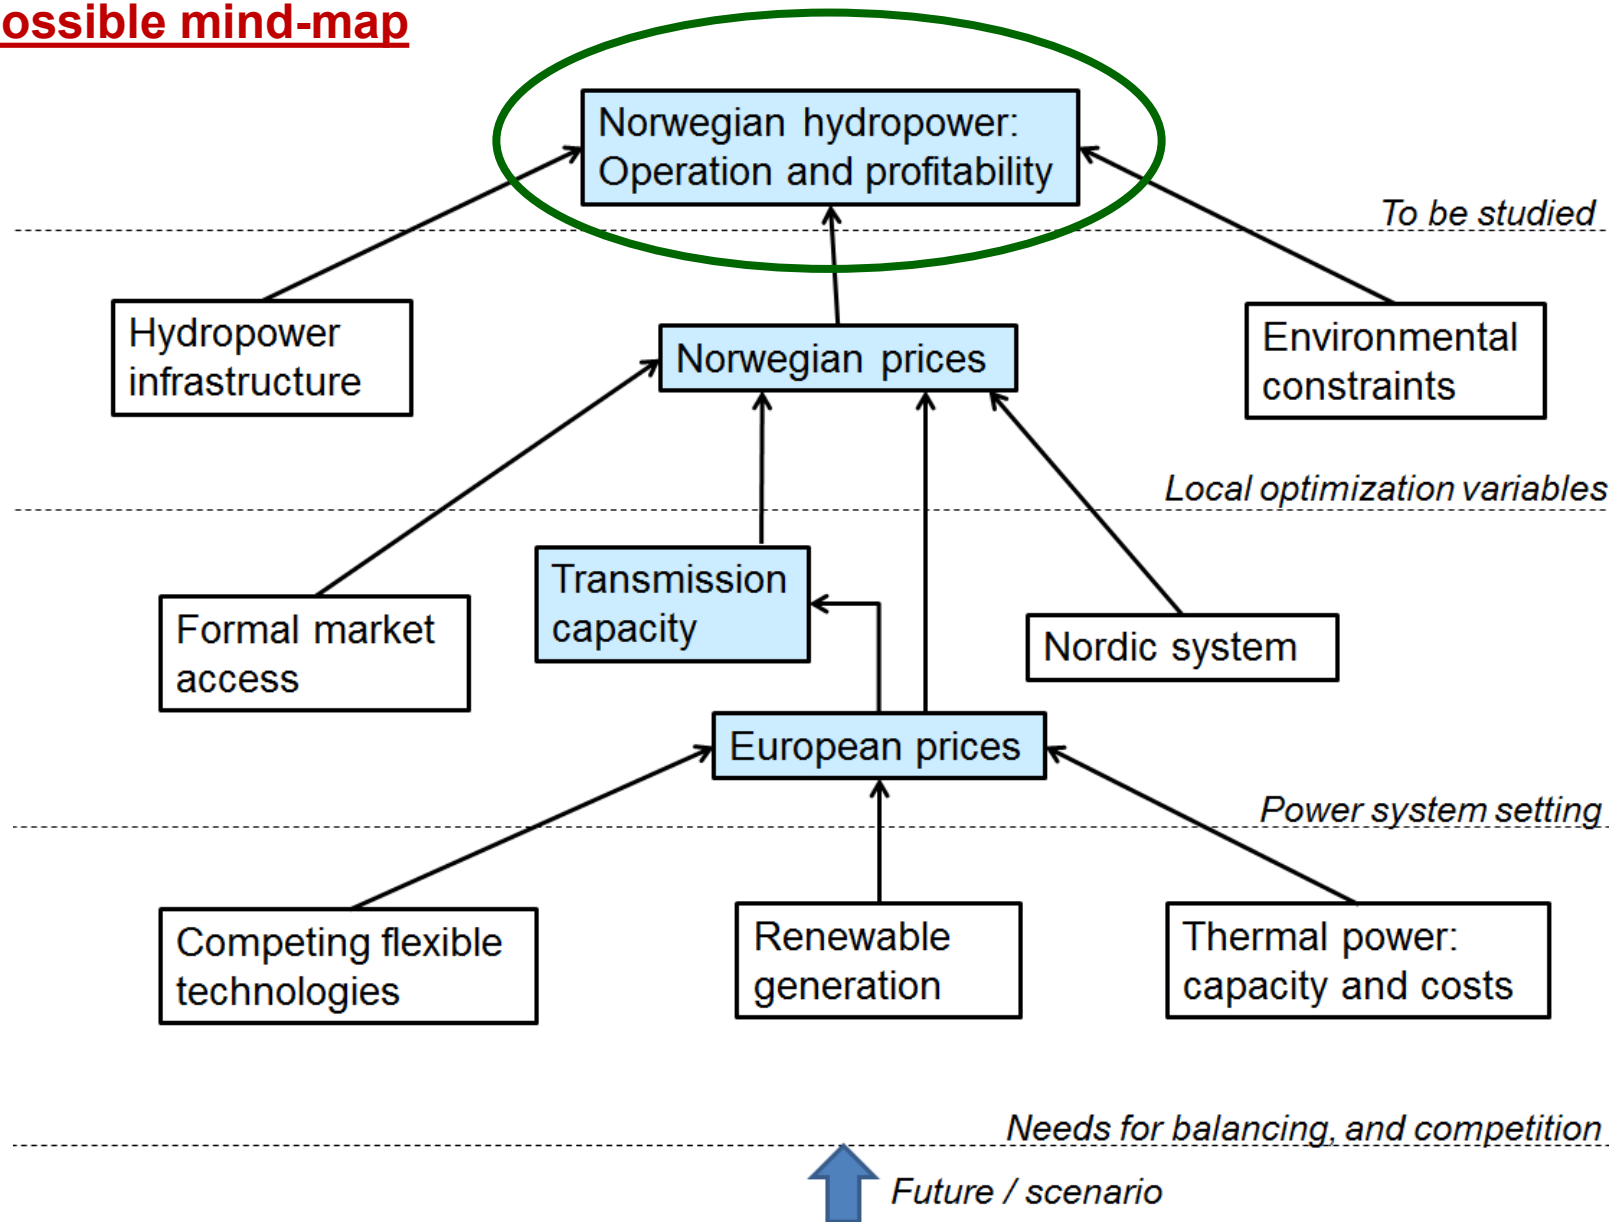 ossible mind-map
Norwegian hydropower:
Operation and profitability
To be studied
Hydropower
infrastructure
Norwegian prices
Environmental
constraints
Local optimization variables
Transmission
capacity
Formal market
access
Nordic system
European prices
Power system setting
Competing flexible
technologies
Renewable
generation
Thermal power:
capacity and costs
Needs for balancing, and competition
Future / scenario